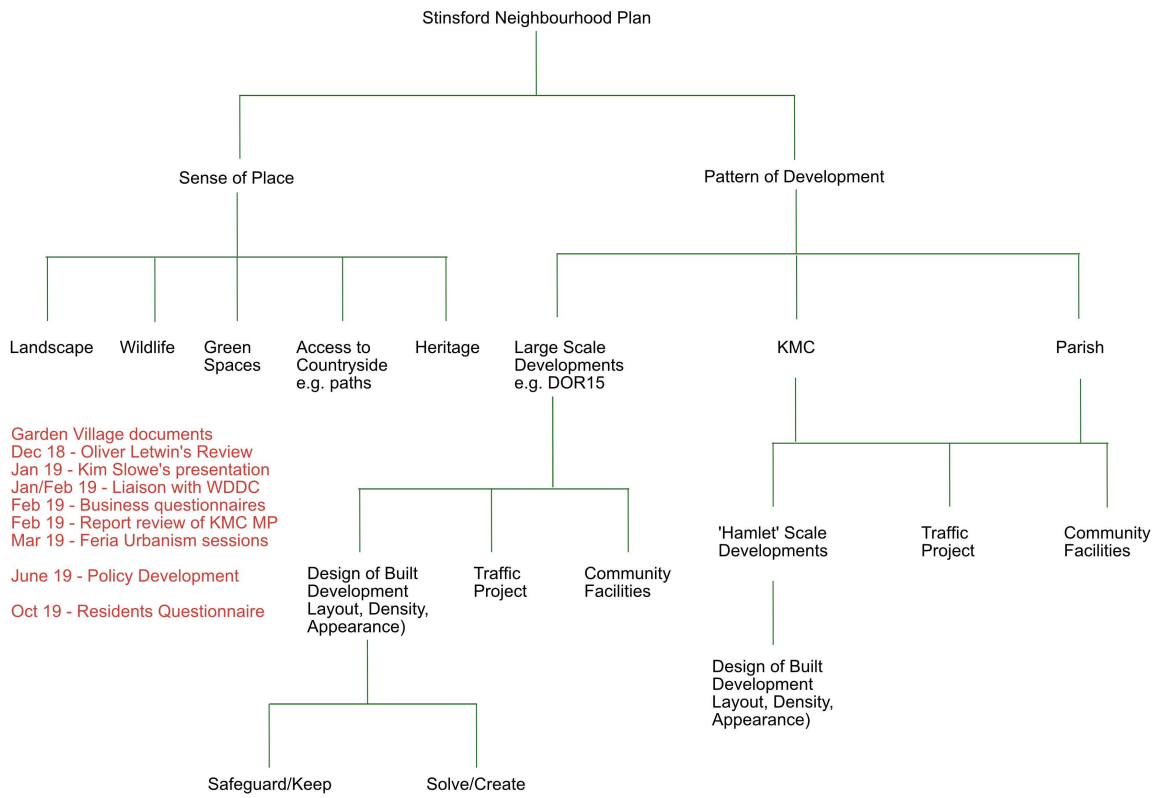 Stinsford Neighbourhood Plan
Sense of Place
Pattern of Development
Landscape
Wildlife
Green
Spaces
Access to
Countryside
e.g. paths
Heritage
Large Scale
Developments
e.g. DOR15
KMC
Parish
Garden Village documents
Dec 18 - Oliver Letwin's Review
Jan 19 - Kim Slowe's presentation
Jan/Feb 19 - Liaison with WDDC
Feb 19 - Business questionnaires
Feb 19 - Report review of KMC MP
Mar 19 - Feria Urbanism sessions
June 19 - Policy Development
Oct 19 - Residents Questionnaire
Design of Built
Development
Layout, Density,
Appearance)
Traffic
Project
Community
Facilities
'Hamlet' Scale
Developments
Traffic
Project
Community
Facilities
Design of Built
Development
Layout, Density,
Appearance)
Safeguard/Keep
Solve/Create